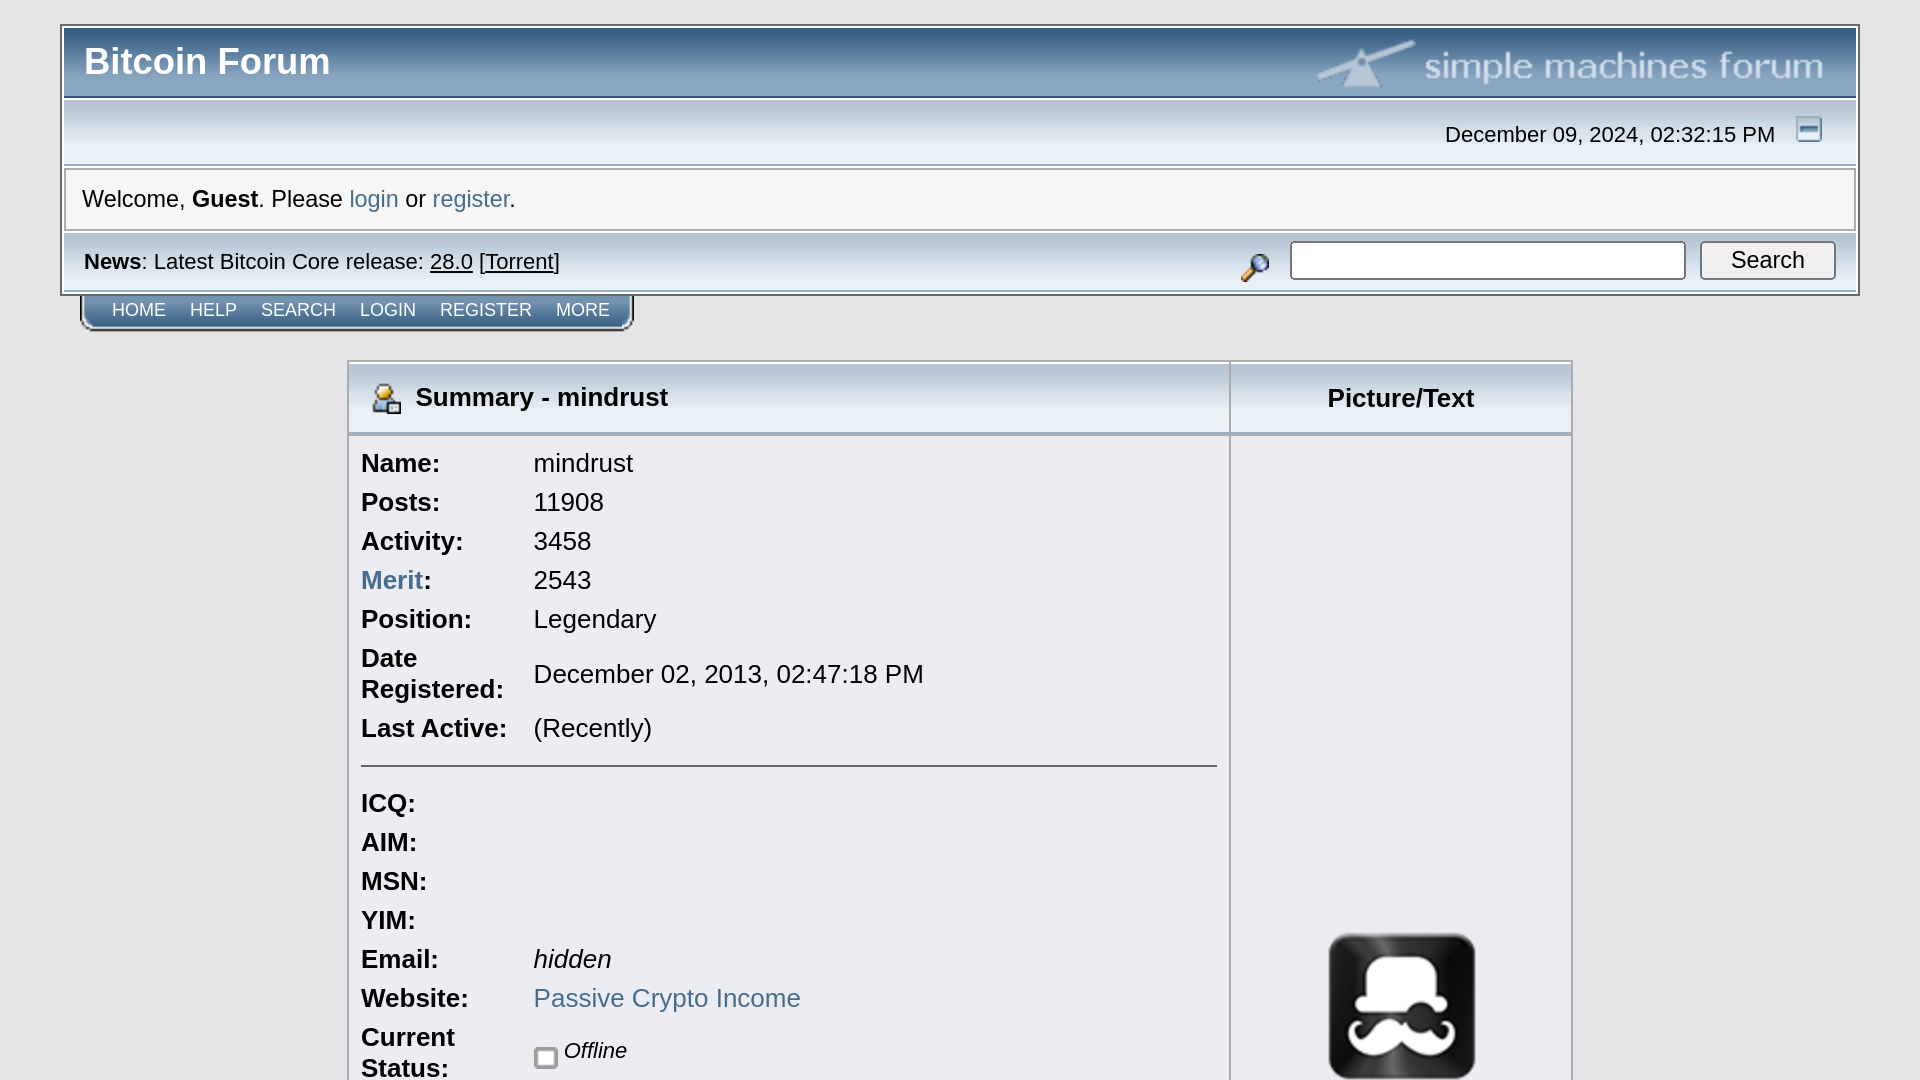 Bitcoin Forum
simple machines forum
December 09, 2024, 02:32:15 PM
Welcome, Guest. Please login or register.
News: Latest Bitcoin Core release: 28.0 [Torrent]
Search
HOME HELP SEARCH LOGIN REGISTER MORE
Summary - mindrust
Picture/Text
Name: mindrust
Posts: 11908
Activity: 3458
Merit: 2543
Position: Legendary
Date
Registered: December 02, 2013, 02:47:18 PM
Last Active: (Recently)
ICQ:
AIM:
MSN:
YIM:
Email: hidden
Website: Passive Crypto Income
Current
Status: Offline